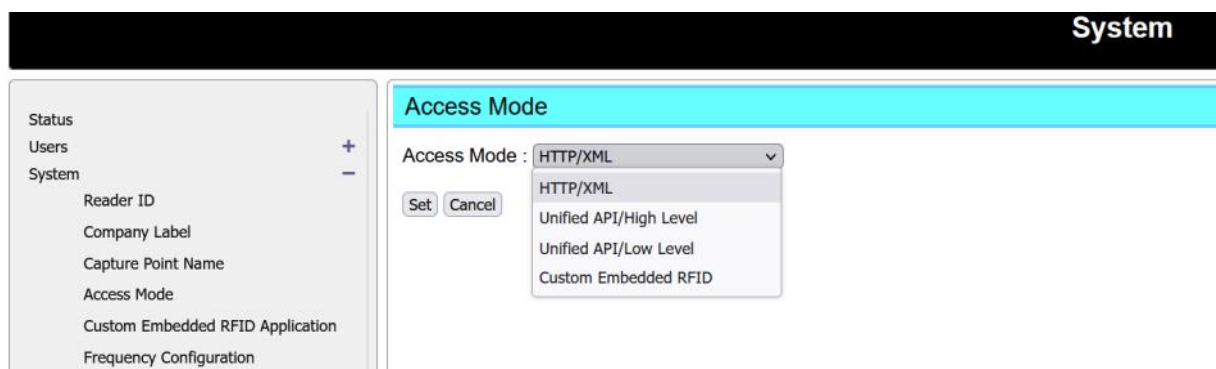 System
Status
Users
System
Reader ID
Company Label
Capture Point Name
Access Mode
Custom Embedded RFID Application
Frequency Configuration
Access Mode
Access Mode : HTTP/XML
HTTP/XML
Unified API/High Level
Unified API/Low Level
Custom Embedded RFID
Set Cancel